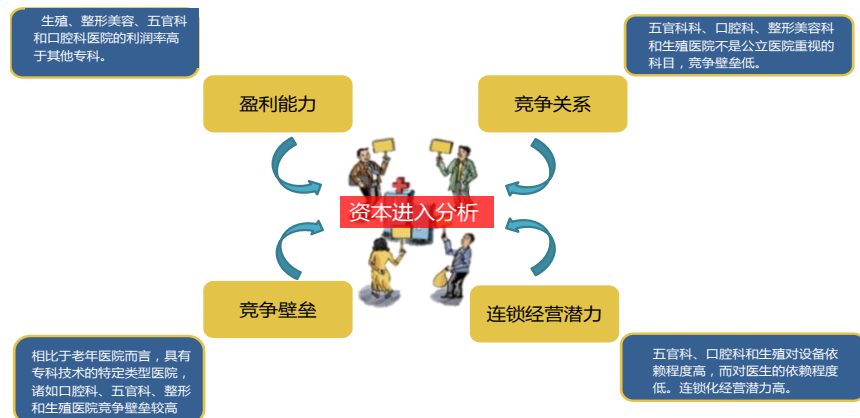 生殖、整形美容、五官科
和口腔科医院的利润率高
于其他专科。
五官科科、口腔科、整形美容科
和生殖医院不是公立医院重视的
科目，竞争壁垒低。
盈利能力
竞争关系
资本进入分析
竞争壁垒
连锁经营潜力
相比于老年医院而言，具有
专科技术的特定类型医院，
诸如口腔科、五官科、整形
和生殖医院竞争壁垒较高
五官科、口腔科和生殖对设备依
赖程度高，而对医生的依赖程度
低。连锁化经营潜力高。